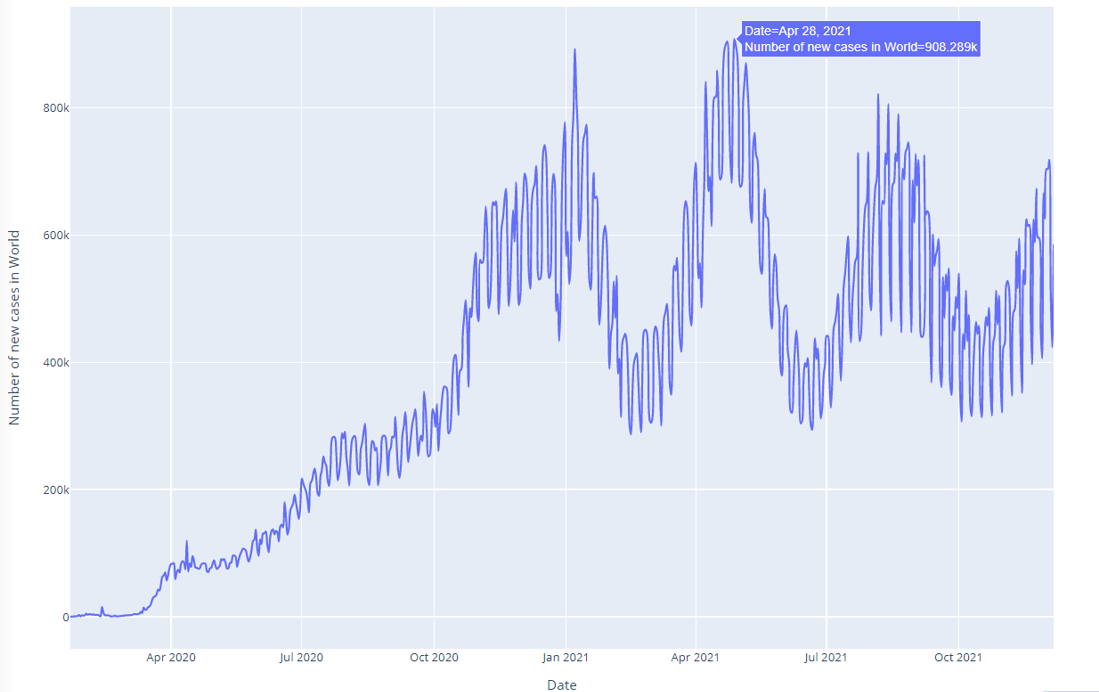 Date=Apr 28, 2021
Number of new cases in World=908.289k
800k
600k
400k
200k
0
Number of new cases in World
Apr 2020
Jul 2020
Oct 2020
Jan 2021
Apr 2021
Jul 2021
Oct 2021
Date